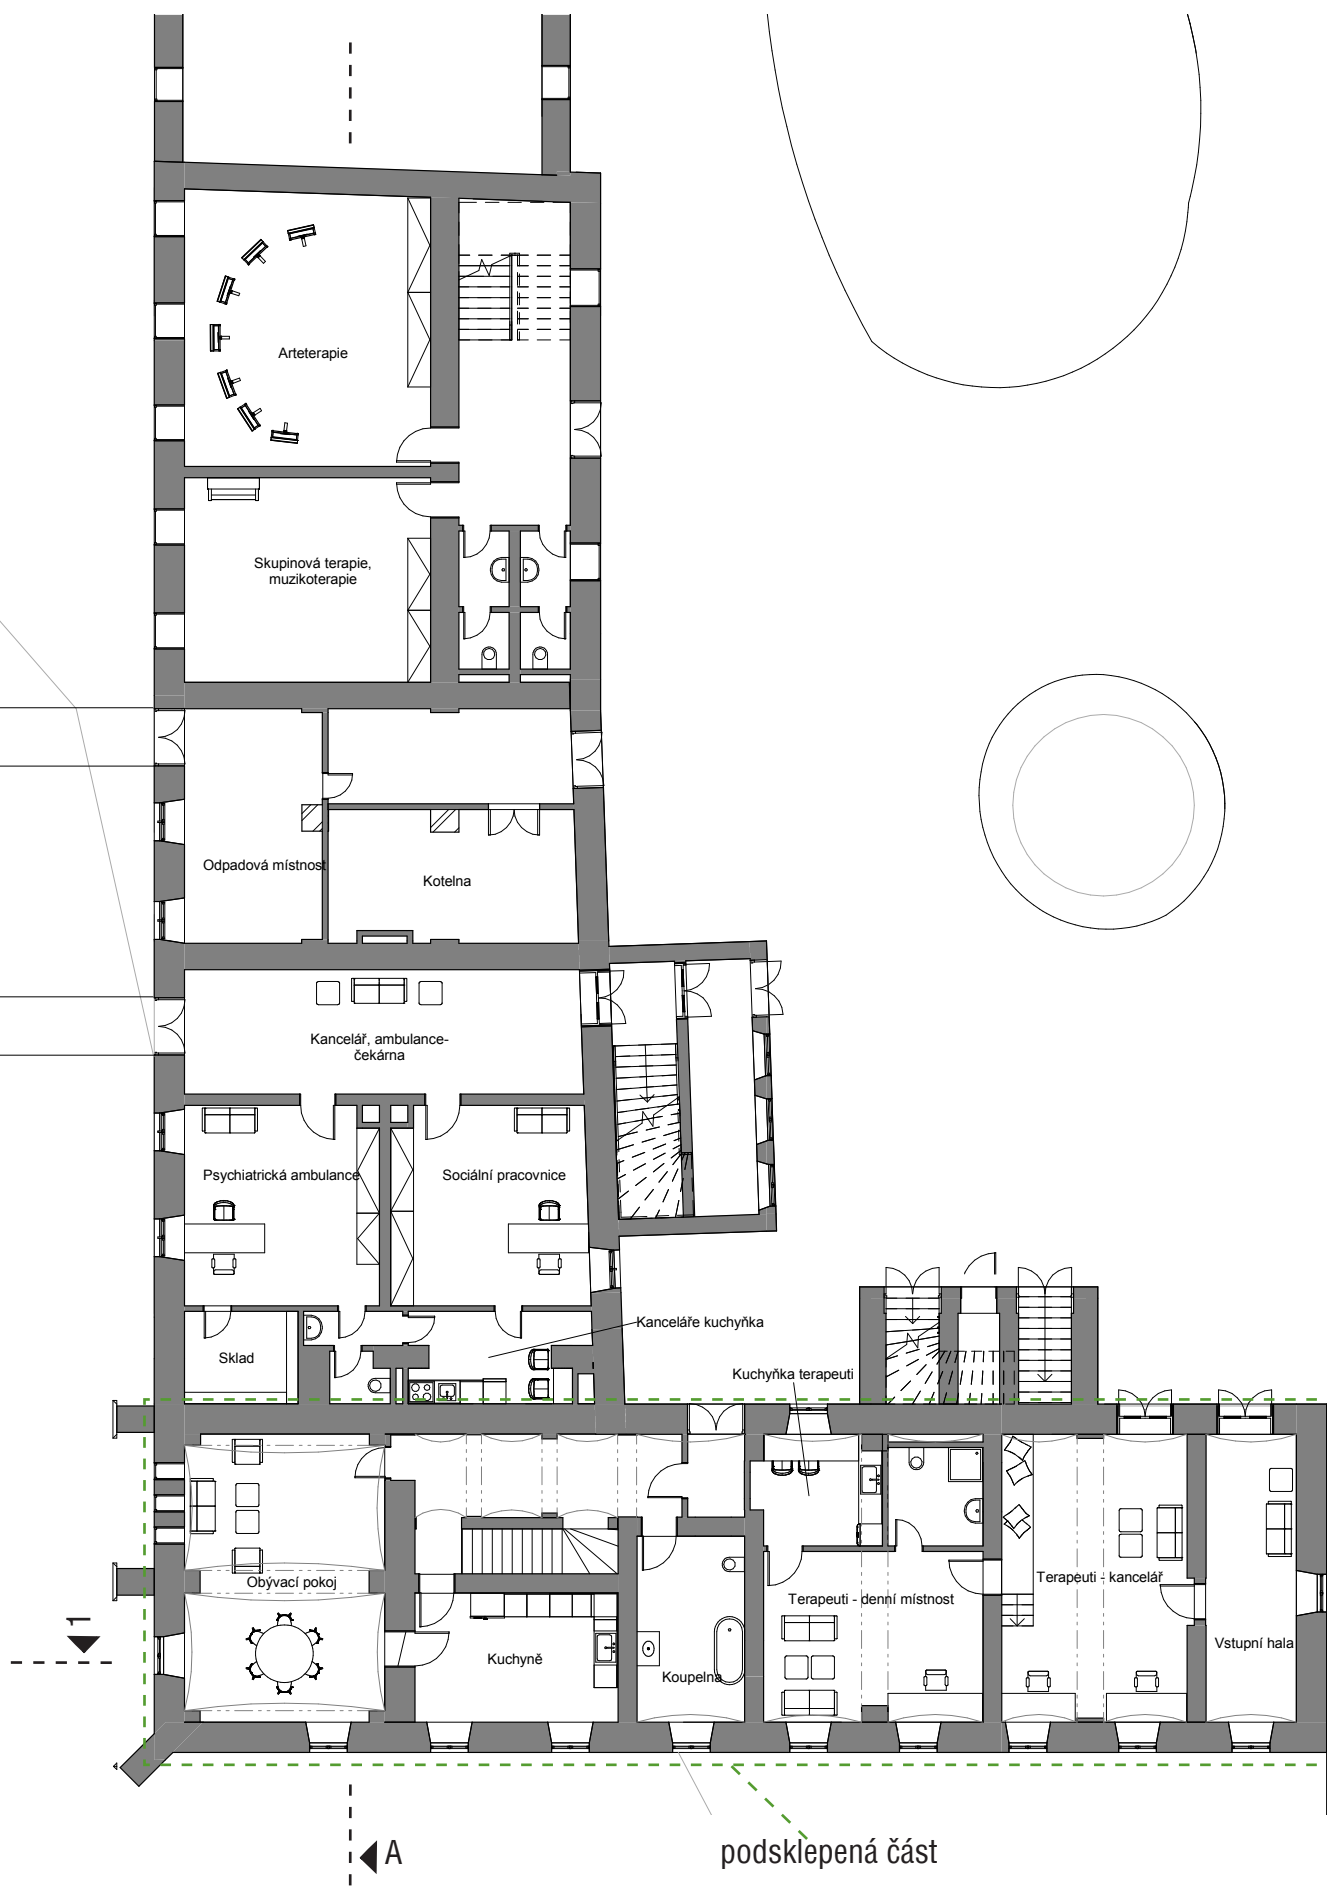 Arteterapie
Skupinová terapie,
muzikoterapie
Odpadová místnost
Kotelna
Kancelář, ambulance-
čekárna
Psychiatrická ambulance
Sociální pracovnice
Kanceláře kuchyňka
Sklad
Kuchyňka terapeuti
Obývací pokoj
Terapeuti - kancelář
Terapeuti - denní místnost
1
Vstupní hala
Kuchyně
Koupelna
A
podsklepená část